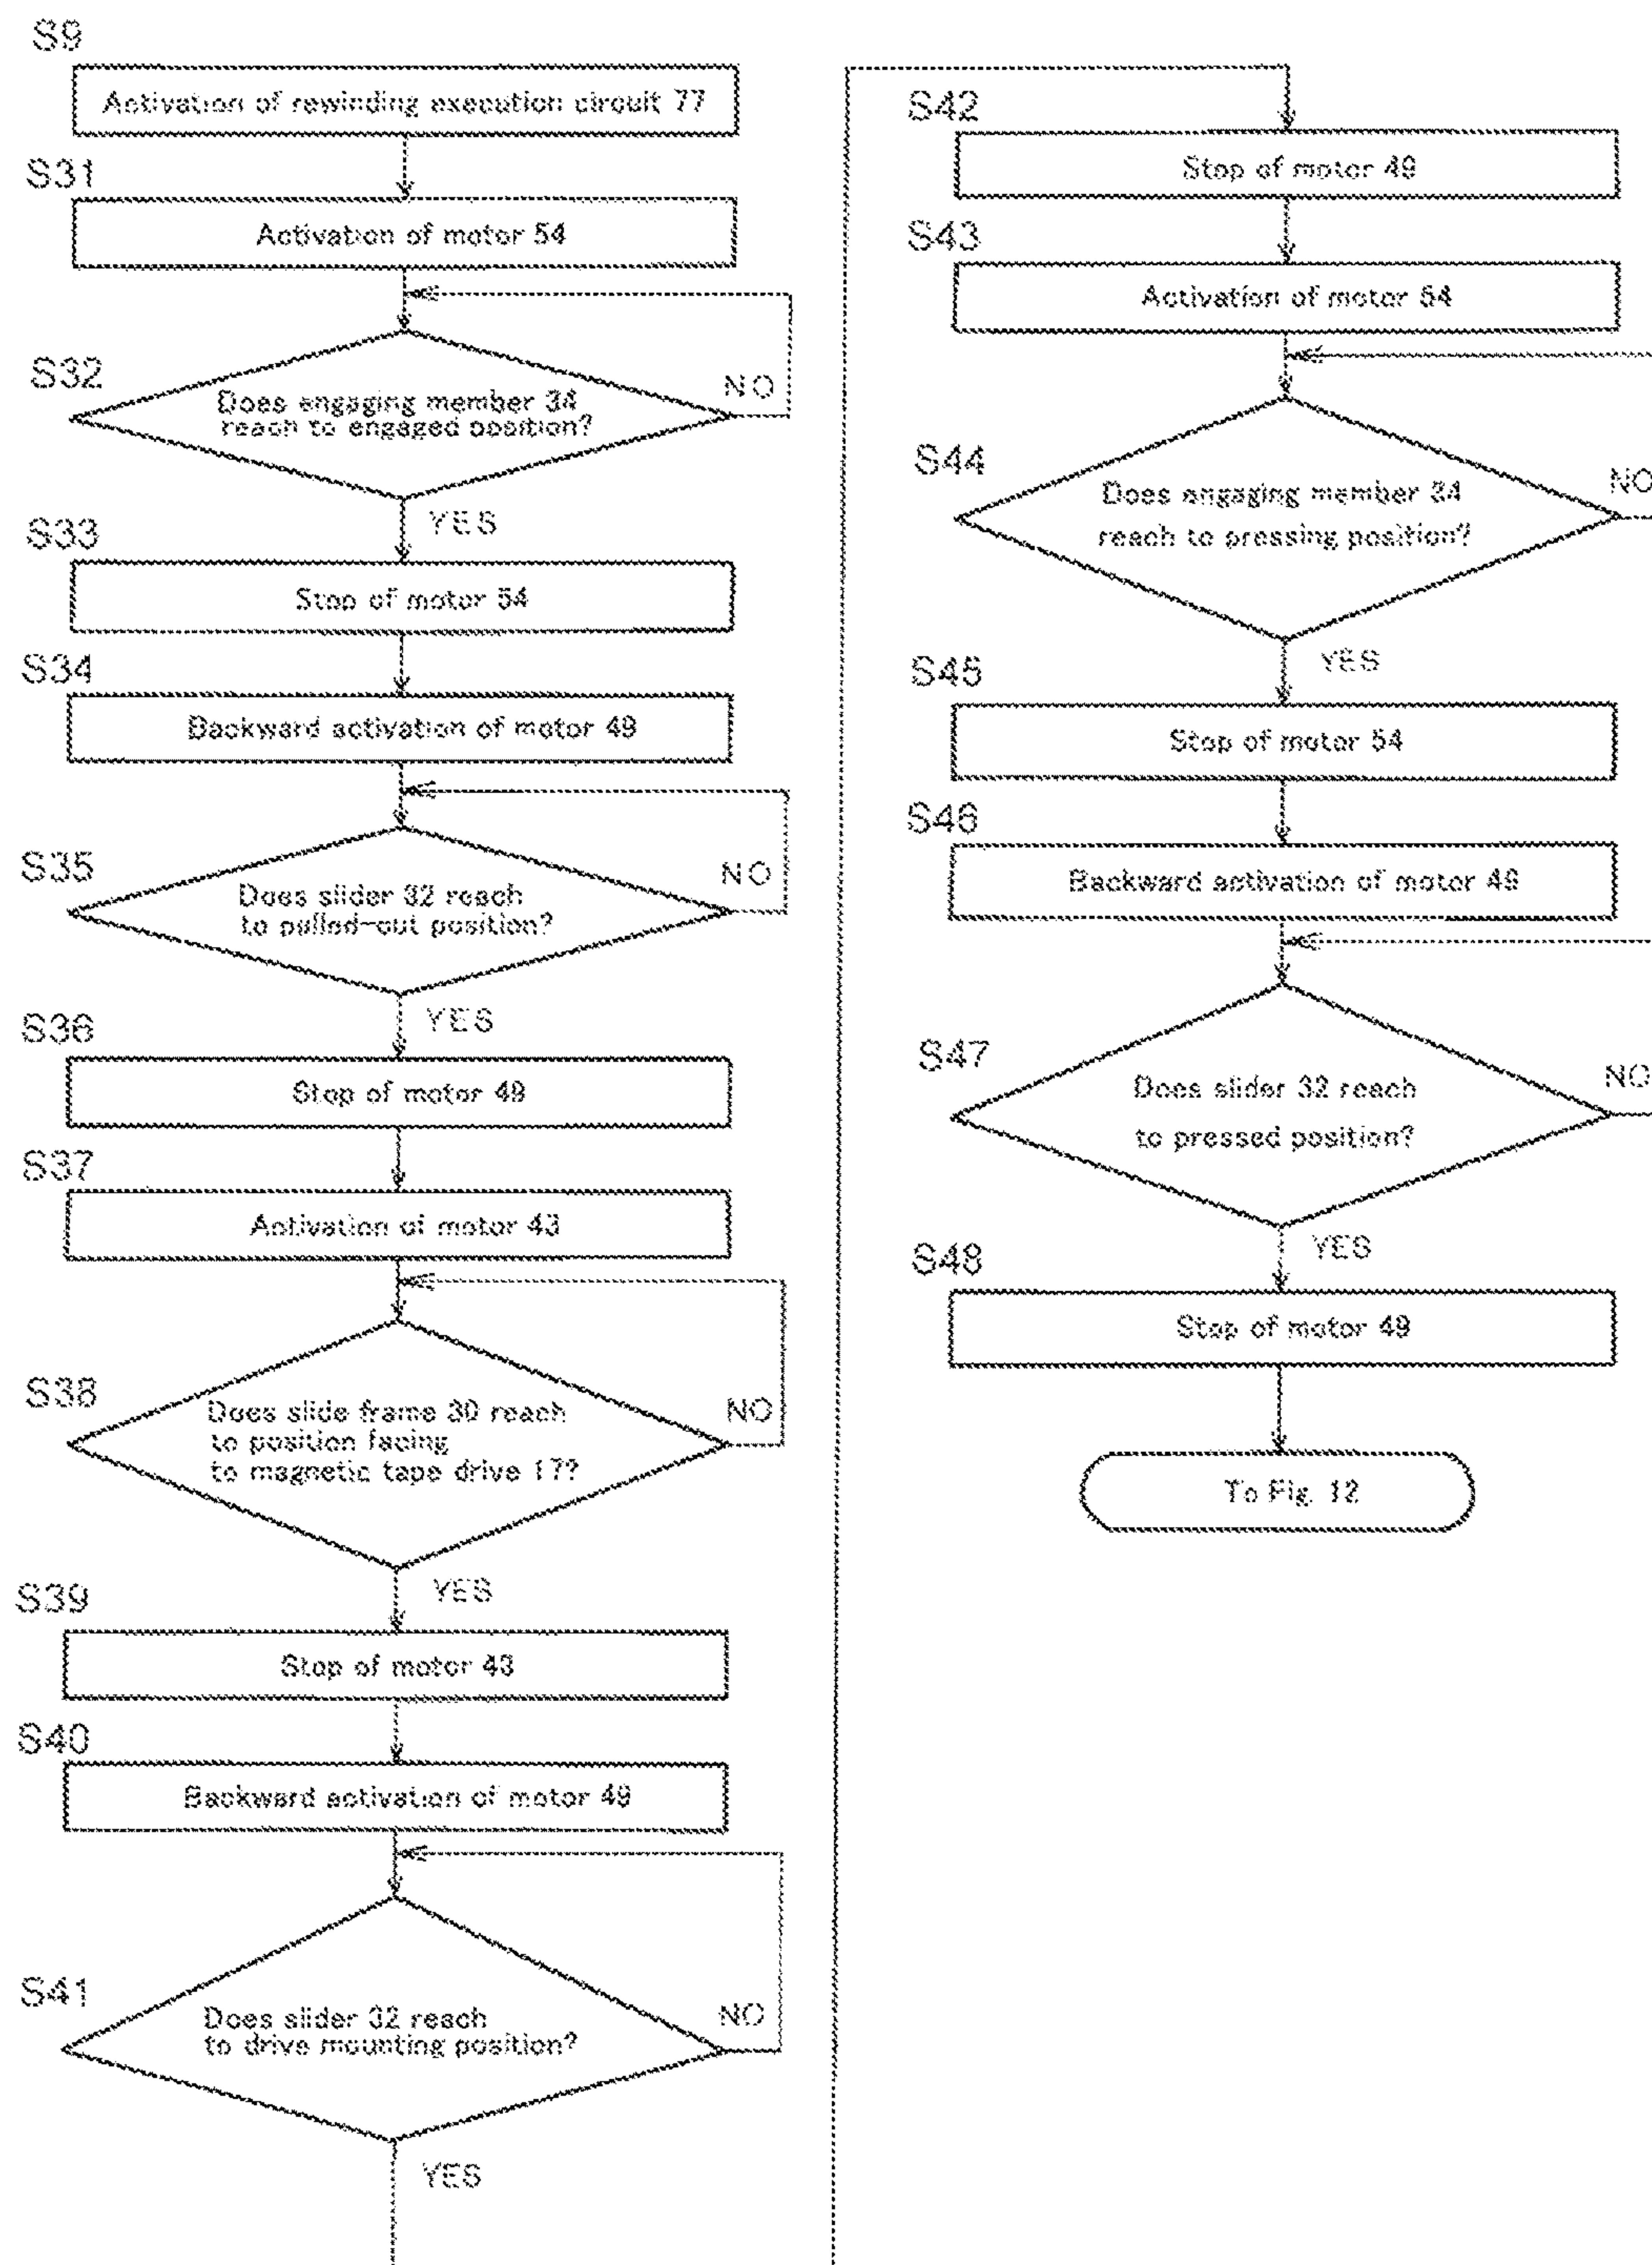 S9
Activation of rewinding execution circuit 77
S31
Activation of motor 54
S32
Does engaging member 34
reach to engaged position?
NO
YES
S33
Stop of motor 54
S34
Backward activation of motor 49
S35
Does slider 32 reach
to pulled-out position?
NO
YES
S36
Stop of motor 49
S37
Activation of motor 43
S38
Does slide frame 30 reach
to position facing
to magnetic tape drive 17?
NO
YES
S39
Stop of motor 43
S40
Backward activation of motor 49
S41
Does slider 32 reach
to drive mounting position?
NO
YES
S42
Stop of motor 49
S43
Activation of motor 54
S44
Does engaging member 34
reach to pressing position?
NO
YES
S45
Stop of motor 54
S46
Backward activation of motor 49
S47
Does slider 32 reach
to pressed position?
NO
YES
S48
Stop of motor 49
To Fig. 12